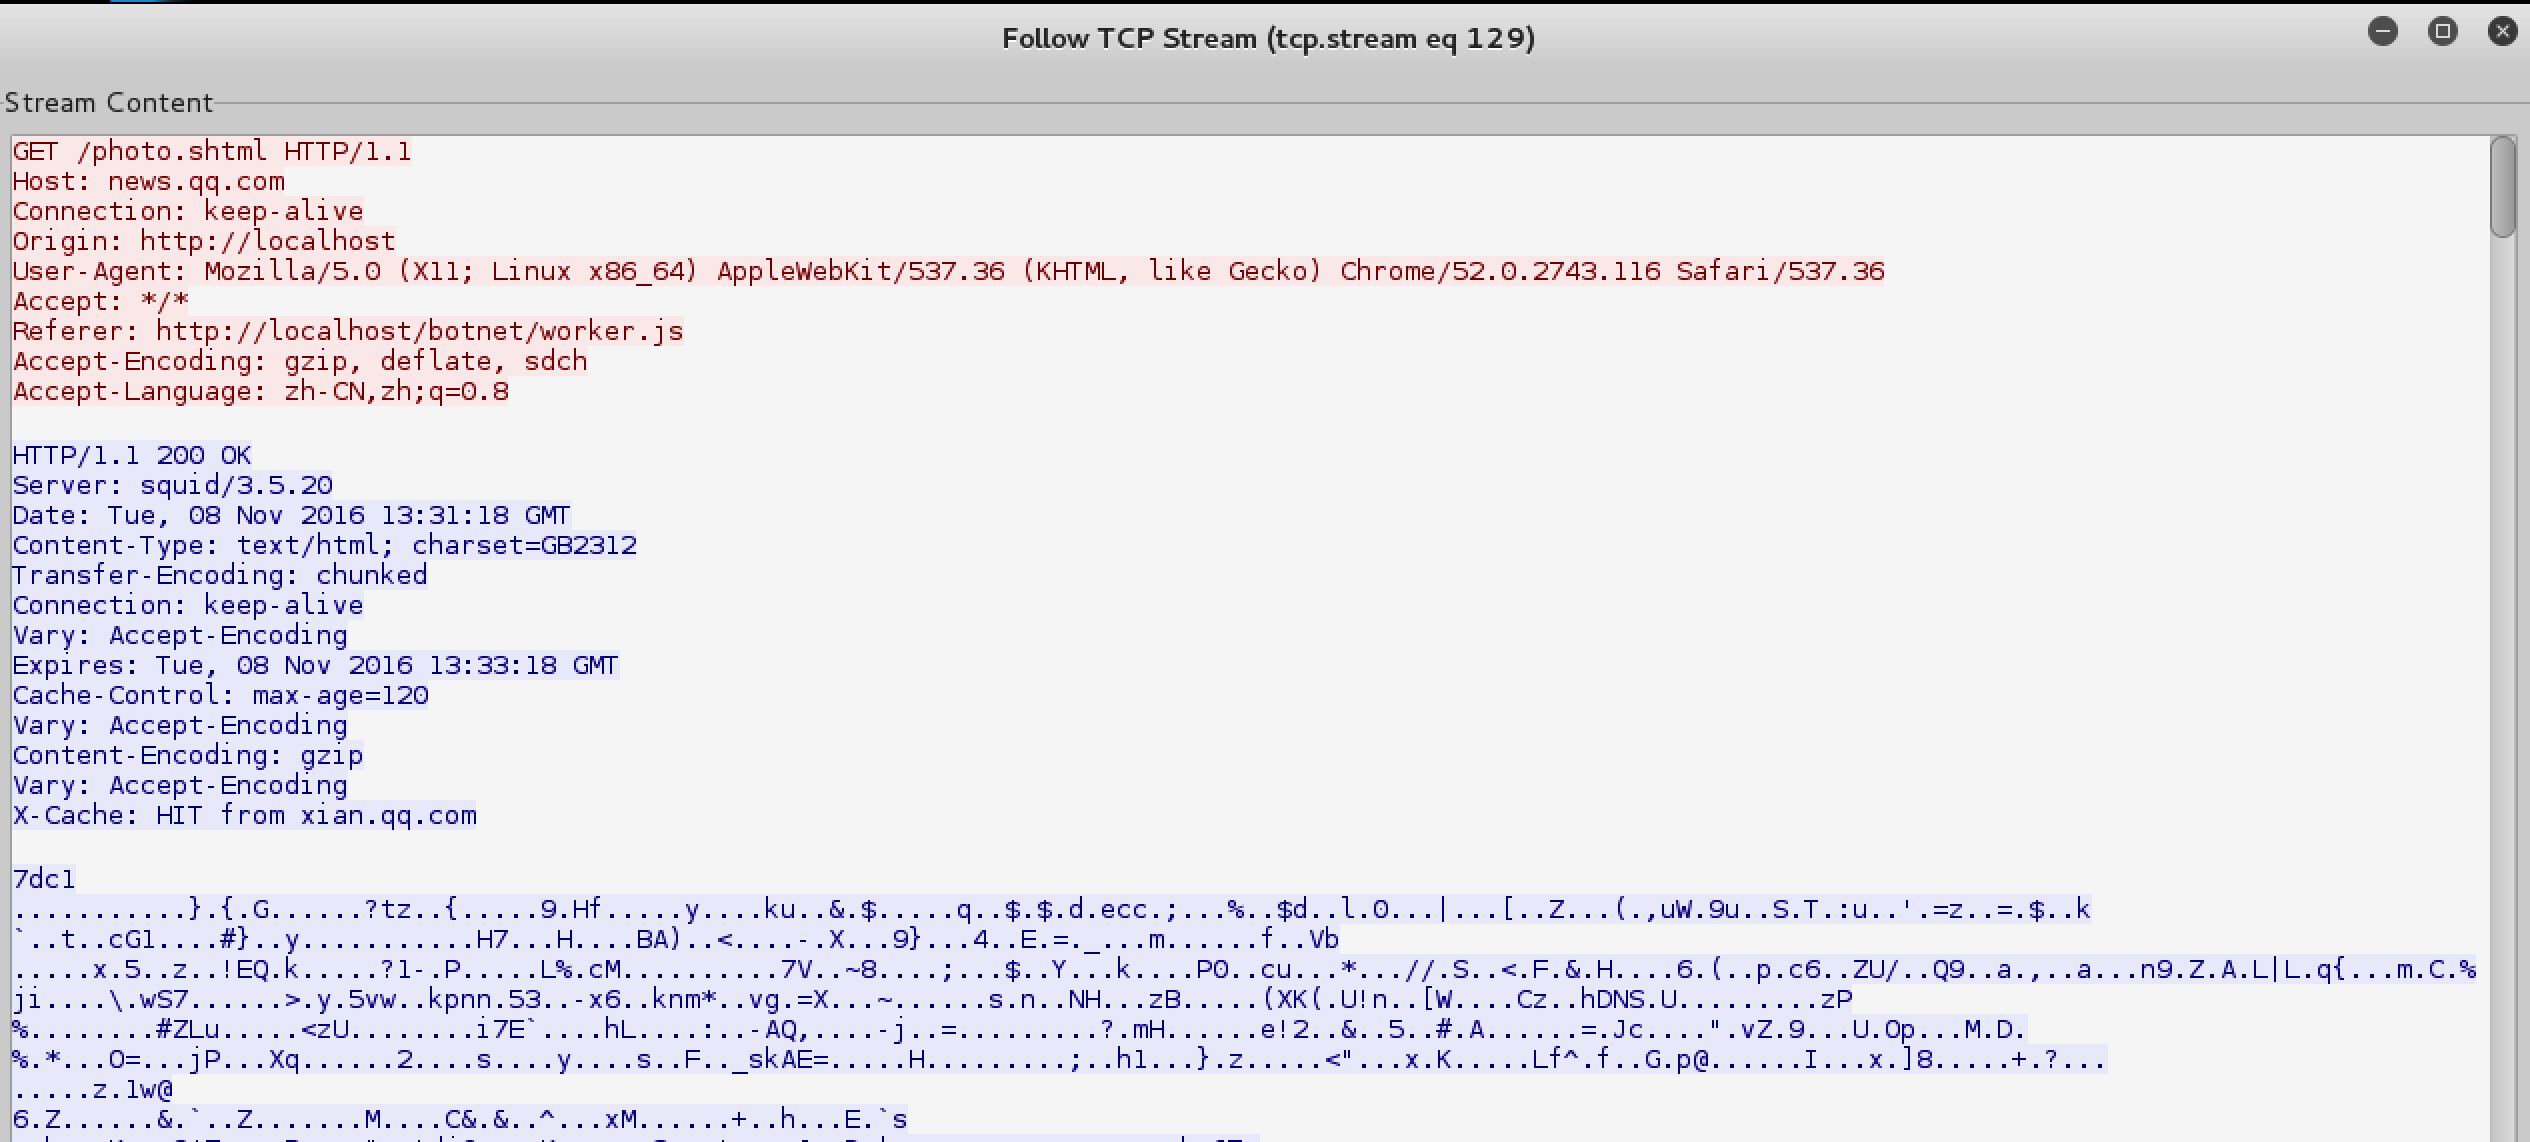 Follow TCP Stream (tcp.stream eq 129)
Stream Content
GET /photo.shtml HTTP/1.1
Host: news.qq.com
Connection: keep-alive
Origin: http://localhost
User-Agent: Mozilla/5.0 (X11; Linux x86_64) AppleWebKit/537.36 (KHTML, like Gecko) Chrome/52.0.2743.116 Safari/537.36
Accept: */*
Referer: http://localhost/botnet/worker.js
Accept-Encoding: gzip, deflate, sdch
Accept-Language: zh-CN,zh;q=0.8
HTTP/1.1 200 OK
Server: squid/3.5.20
Date: Tue, 08 Nov 2016 13:31:18 GMT
Content-Type: text/html; charset=GB2312
Transfer-Encoding: chunked
Connection: keep-alive
Vary: Accept-Encoding
Expires: Tue, 08 Nov 2016 13:33:18 GMT
Cache-Control: max-age=120
Vary: Accept-Encoding
Content-Encoding: gzip
Vary: Accept-Encoding
X-Cache: HIT from xian.qq.com
7dc1
...........}.{.G......?tz..{.....9.Hf.....y....ku..&.$.....q..$.$.d.ecc.;...%..$d..l.0...|...[..Z...(.,uW.9u..S.T.:u..'.=z..=.$..k
`..t..cG1....#}..y...........H7...H....BA)..<....-.X...9}...4..E.=._...m......f..Vb
.....x.5..z..!EQ.k.....?1-.P.....L%.cM..........7V..~8....;...$..Y...k....P0..cu...*...//.S..<.F.&.H....6.(..p.c6..ZU/..Q9..a.,..a...n9.Z.A.L|L.q{...m.C.%
ji....\.wS7......>.y.5vw..kpnn.53..-x6..knm*..vg.=X...~......s.n..NH...zB.....(XK(.U!n..[W....Cz..hDNS.U.........zP
%.........#ZLu.....<zU........i7E`....hL....:..-AQ,....-j..=.........?.mH......e!2..&..5..#.A......=.Jc....".vZ.9...U.Op...M.D.
%.*...O=...jP...Xq......2....s....y....s..F.._skAE=.....H.........;..h1...}.z.....<"...x.K.....Lf^.f..G.p@......I...x.]8.....+.?...
.....z.1w@
6.Z......&.`..Z.......M....C&.&..^...xM......+..h...E.`s